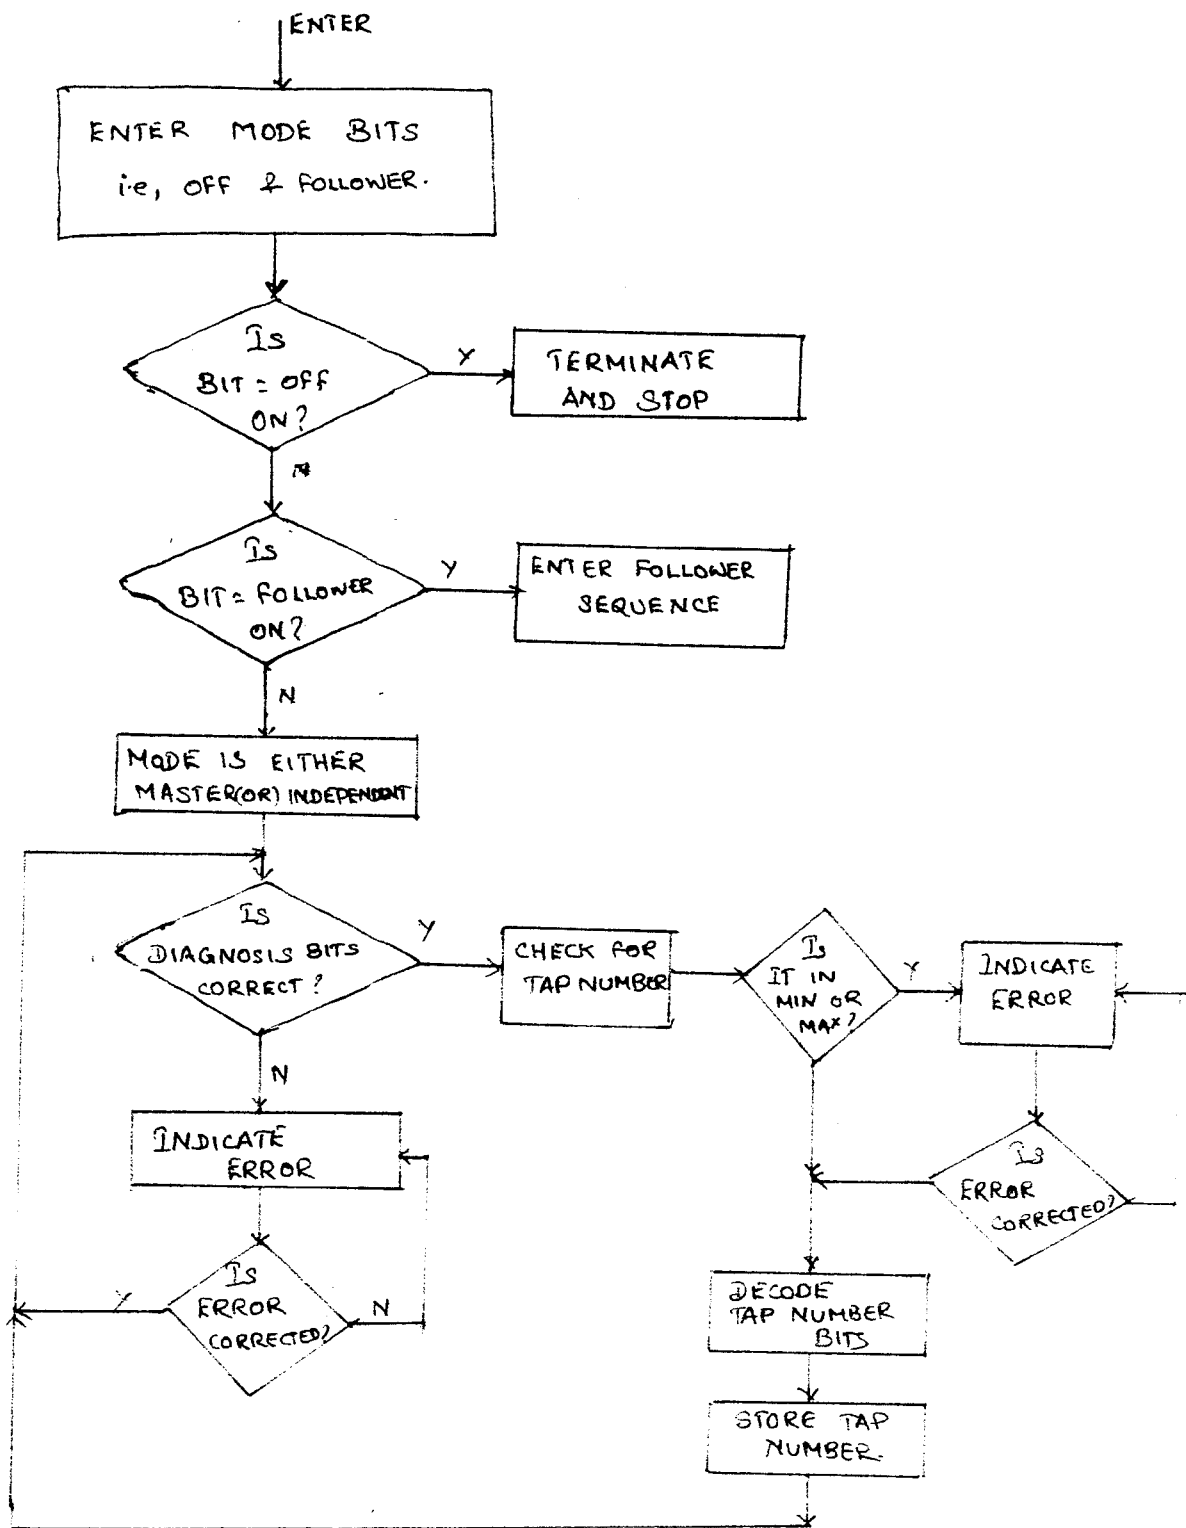 ENTER
ENTER MODE BITS
i.e, OFF & FOLLOWER.
Is
BIT = OFF
ON?
Y
TERMINATE
AND STOP
N
Is
BIT = FOLLOWER
ON?
Y
ENTER FOLLOWER
SEQUENCE
N
MODE IS EITHER
MASTER(OR) INDEPENDENT
Is
DIAGNOSIS BITS
CORRECT?
Y
CHECK FOR
TAP NUMBER
Is
IT IN
MIN OR
MAX?
Y
INDICATE
ERROR
N
INDICATE
ERROR
Is
ERROR
CORRECTED?
Is
ERROR
CORRECTED?
Y
N
DECODE
TAP NUMBER
BITS
STORE TAP
NUMBER.